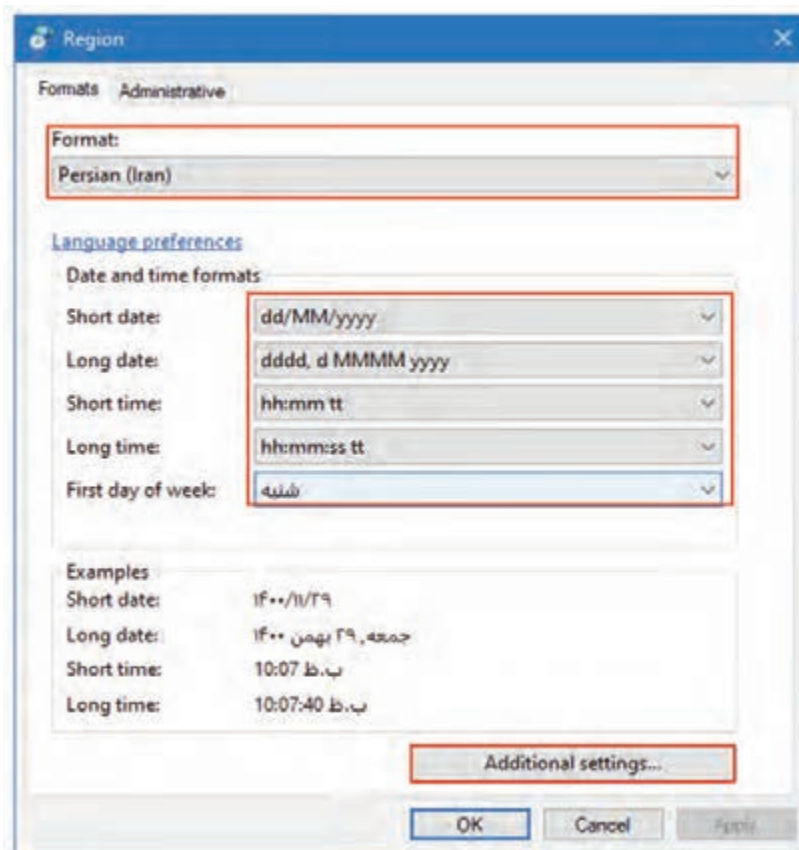 Region
Formats Administrative
Format:
Persian (Iran)
Language preferences
Date and time formats
Short date: dd/MM/yyyy
Long date: dddd, d MMMM yyyy
Short time: hh:mm tt
Long time: hh:mm:ss tt
First day of week: شنبه
Examples
Short date: ۱۴۰۰/۱۱/۲۹
Long date: جمعه, ۲۹ بهمن ۱۴۰۰
Short time: 10:07 ب.ظ
Long time: 10:07:40 ب.ظ
Additional settings...
OK Cancel Apply